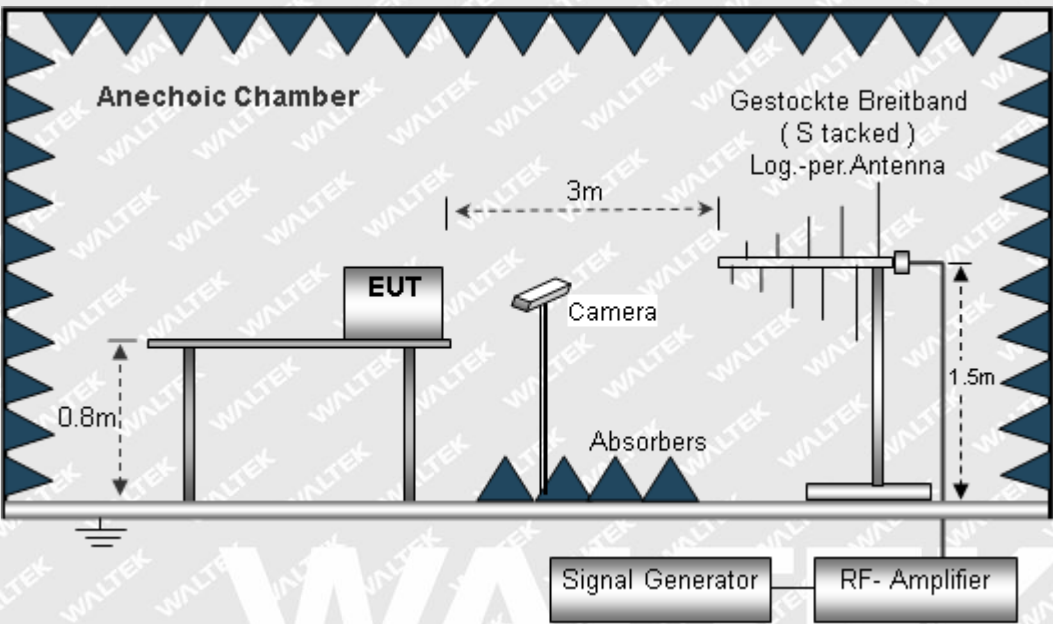 Anechoic Chamber
Gestockte Breitband
( S tacked )
Log.-per.Antenna
3m
EUT
Camera
0.8m
1.5m
Absorbers
Signal Generator
RF- Amplifier
WALTEK